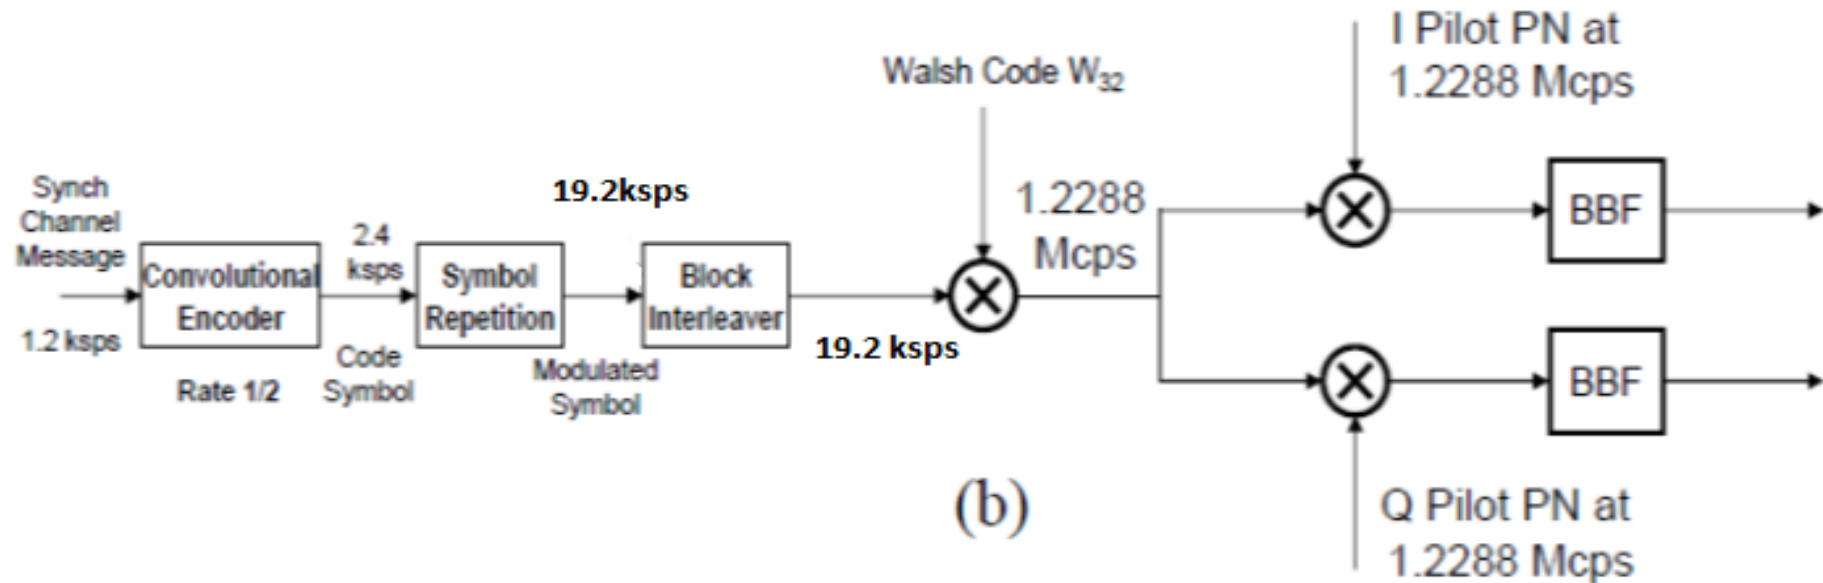 I Pilot PN at
1.2288 Mcps
Walsh Code W32
Synch
Channel
Message
1.2 ksps
Convolutional
Encoder
Rate 1/2
2.4
ksps
Code
Symbol
Symbol
Repetition
19.2ksps
Modulated
Symbol
Block
Interleaver
19.2 ksps
1.2288
Mcps
BBF
BBF
Q Pilot PN at
1.2288 Mcps
(b)